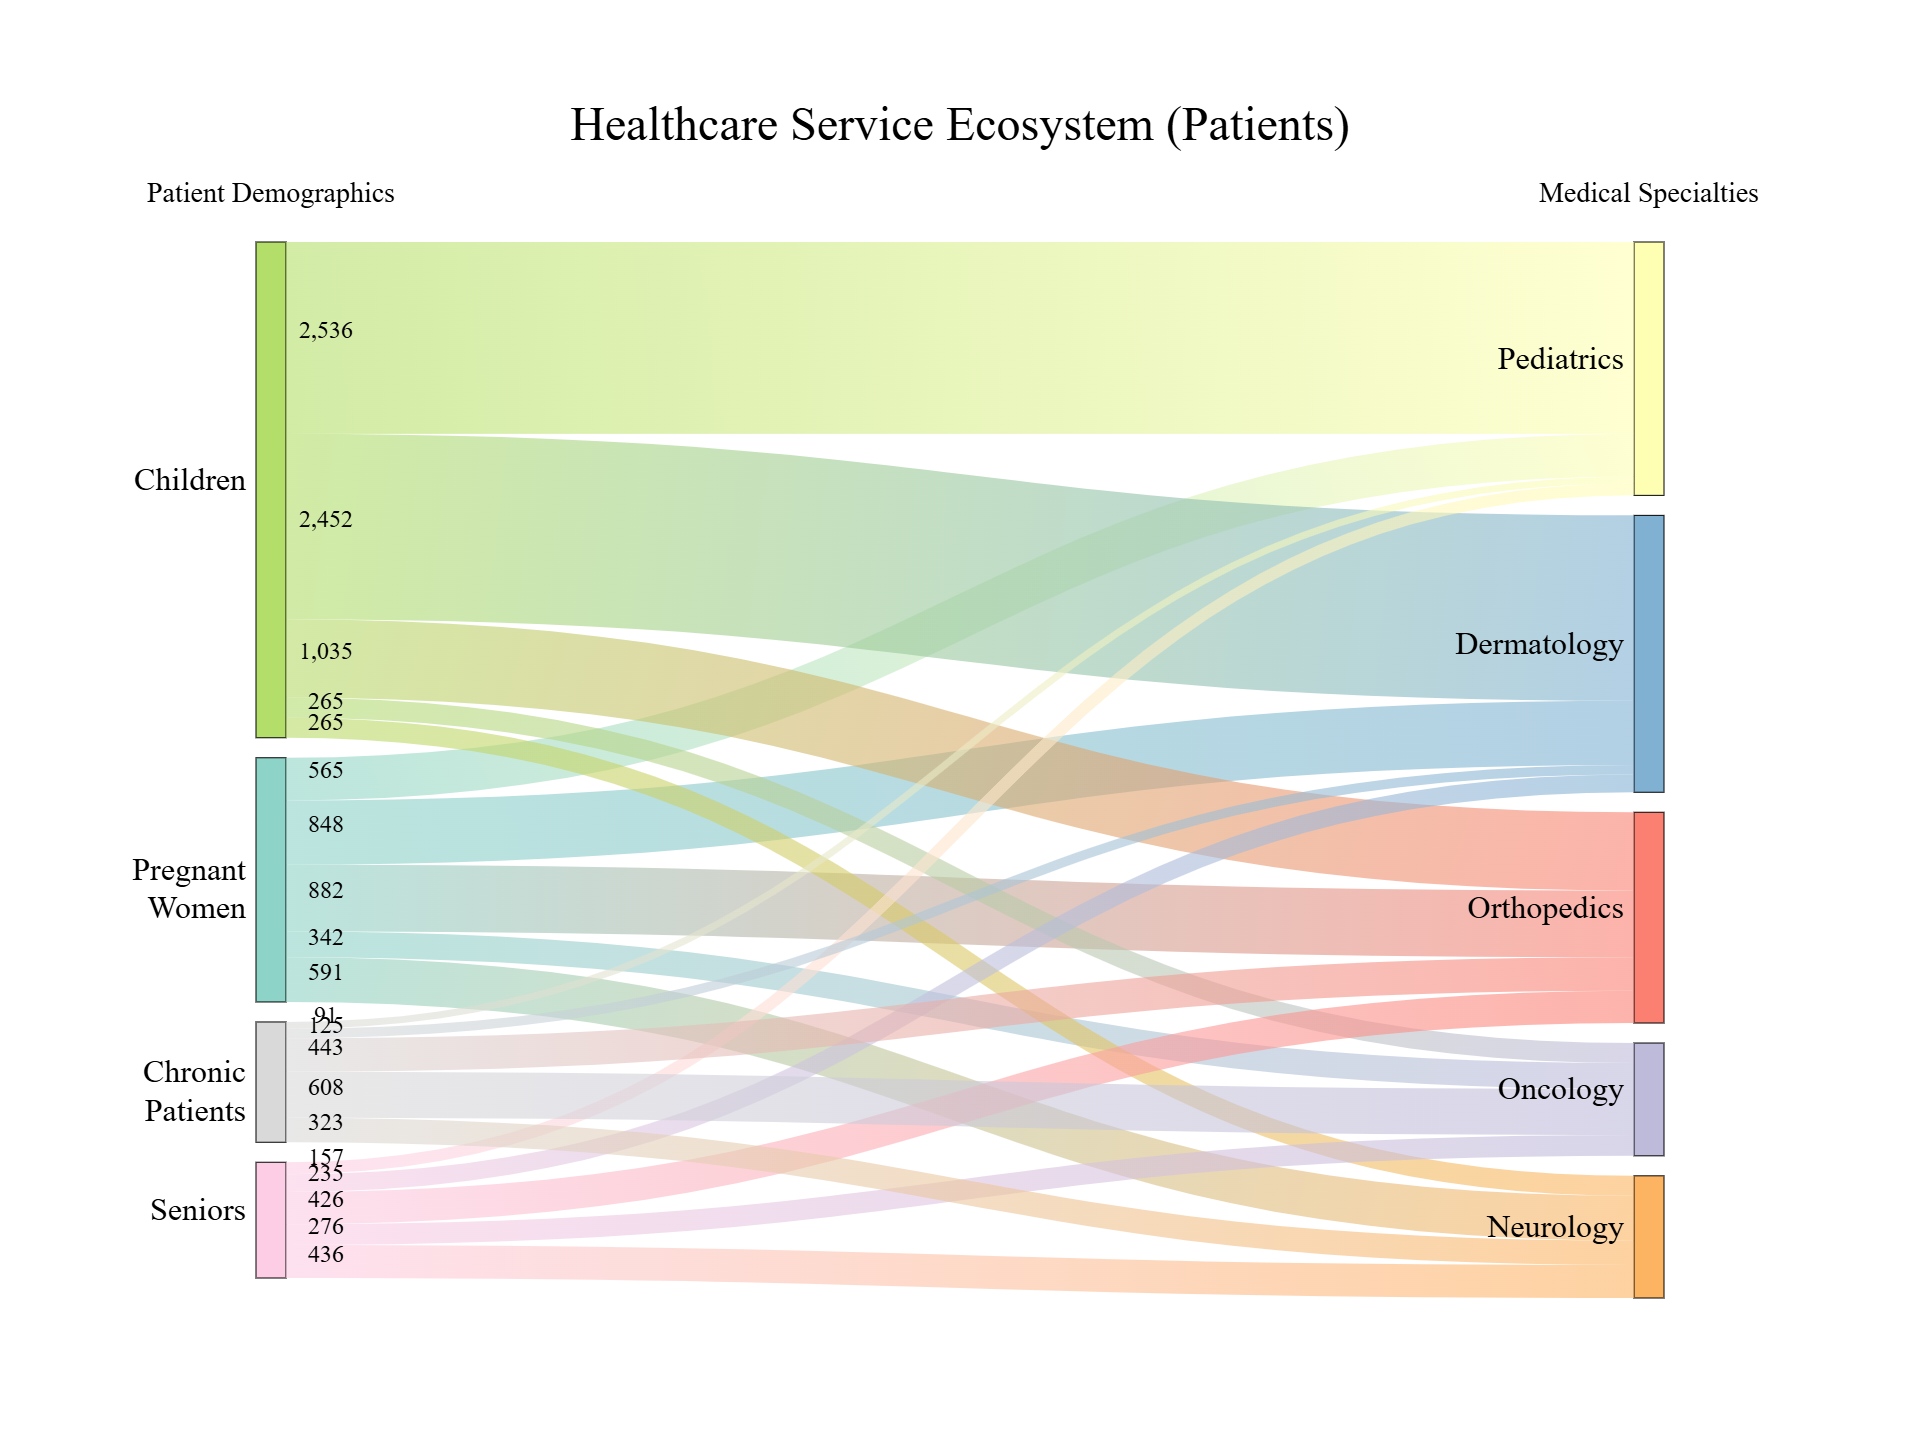 Healthcare Service Ecosystem (Patients)
Patient Demographics
Medical Specialties
2,536
Pediatrics
Children
2,452
Dermatology
1,035
265
265
565
848
Pregnant
Women
882
Orthopedics
342
591
91
125
443
Chronic
Patients
608
Oncology
323
157
235
Seniors
426
276
436
Neurology